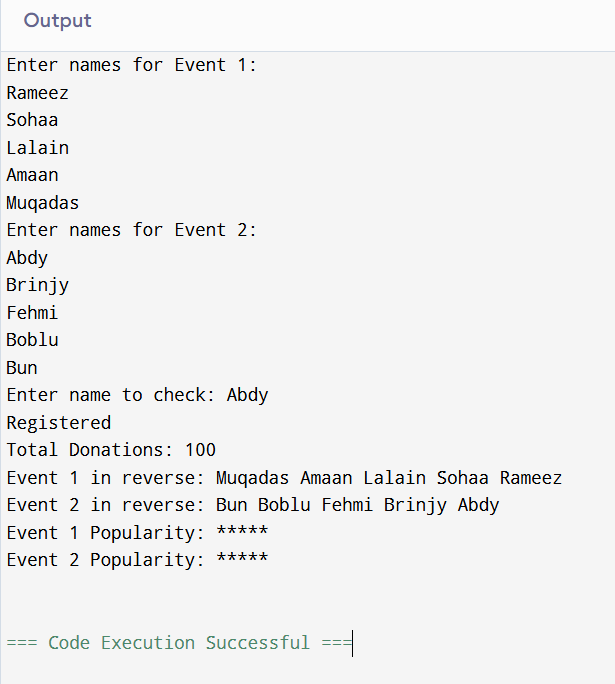 Output
Enter names for Event 1:
Rameez
Sohaa
Lalain
Amaan
Muqadas
Enter names for Event 2:
Abdy
Brinjy
Fehmi
Boblu
Bun
Enter name to check: Abdy
Registered
Total Donations: 100
Event 1 in reverse: Muqadas Amaan Lalain Sohaa Rameez
Event 2 in reverse: Bun Boblu Fehmi Brinjy Abdy
Event 1 Popularity: *****
Event 2 Popularity: *****
=== Code Execution Successful ===